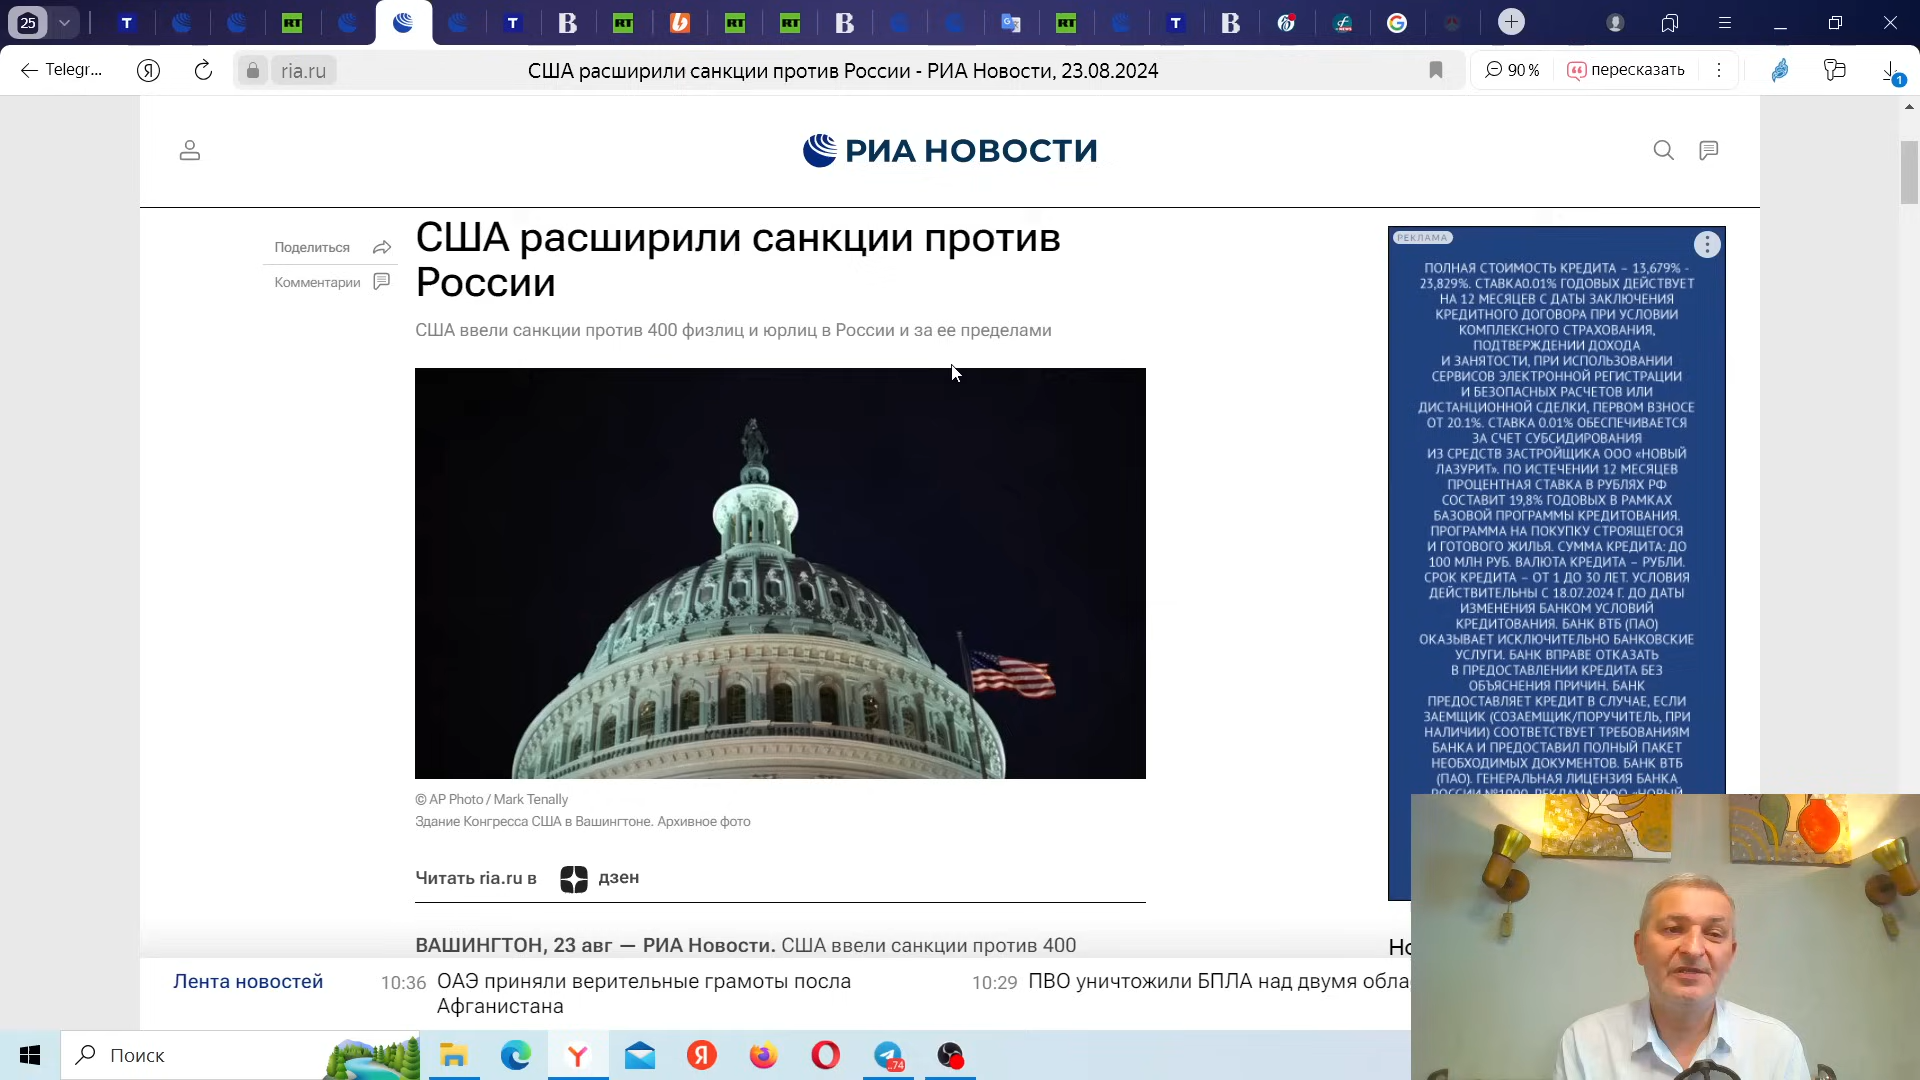 25
Telegr...
ria.ru
США расширили санкции против России - РИА Новости, 23.08.2024
90 %
пересказать
1
РИА НОВОСТИ
Поделиться
Комментарии
США расширили санкции против
России
США ввели санкции против 400 физлиц и юрлиц в России и за ее пределами
© AP Photo / Mark Tenally
Здание Конгресса США в Вашингтоне. Архивное фото
Читать ria.ru в дзен
ВАШИНГТОН, 23 авг — РИА Новости. США ввели санкции против 400
РЕКЛАМА
ПОЛНАЯ СТОИМОСТЬ КРЕДИТА – 13,679% -
23,829%. СТАВКА0.01% ГОДОВЫХ ДЕЙСТВУЕТ
НА 12 МЕСЯЦЕВ С ДАТЫ ЗАКЛЮЧЕНИЯ
КРЕДИТНОГО ДОГОВОРА ПРИ УСЛОВИИ
КОМПЛЕКСНОГО СТРАХОВАНИЯ,
ПОДТВЕРЖДЕНИИ ДОХОДА
И ЗАНЯТОСТИ, ПРИ ИСПОЛЬЗОВАНИИ
СЕРВИСОВ ЭЛЕКТРОННОЙ РЕГИСТРАЦИИ
И БЕЗОПАСНЫХ РАСЧЕТОВ ИЛИ
ДИСТАНЦИОННОЙ СДЕЛКИ, ПЕРВОМ ВЗНОСЕ
ОТ 20.1%. СТАВКА 0.01% ОБЕСПЕЧИВАЕТСЯ
ЗА СЧЕТ СУБСИДИРОВАНИЯ
ИЗ СРЕДСТВ ЗАСТРОЙЩИКА ООО «НОВЫЙ
ЛАЗУРИТ». ПО ИСТЕЧЕНИИ 12 МЕСЯЦЕВ
ПРОЦЕНТНАЯ СТАВКА В РУБЛЯХ РФ
СОСТАВИТ 19,8% ГОДОВЫХ В РАМКАХ
БАЗОВОЙ ПРОГРАММЫ КРЕДИТОВАНИЯ.
ПРОГРАММА НА ПОКУПКУ СТРОЯЩЕГОСЯ
И ГОТОВОГО ЖИЛЬЯ. СУММА КРЕДИТА: ДО
100 МЛН РУБ. ВАЛЮТА КРЕДИТА – РУБЛИ.
СРОК КРЕДИТА – ОТ 1 ДО 30 ЛЕТ. УСЛОВИЯ
ДЕЙСТВИТЕЛЬНЫ С 18.07.2024 Г. ДО ДАТЫ
ИЗМЕНЕНИЯ БАНКОМ УСЛОВИЙ
КРЕДИТОВАНИЯ. БАНК ВТБ (ПАО)
ОКАЗЫВАЕТ ИСКЛЮЧИТЕЛЬНО БАНКОВСКИЕ
УСЛУГИ. БАНК ВПРАВЕ ОТКАЗАТЬ
В ПРЕДОСТАВЛЕНИИ КРЕДИТА БЕЗ
ОБЪЯСНЕНИЯ ПРИЧИН. БАНК
ПРЕДОСТАВЛЯЕТ КРЕДИТ В СЛУЧАЕ, ЕСЛИ
ЗАЕМЩИК (СОЗАЕМЩИК/ПОРУЧИТЕЛЬ, ПРИ
НАЛИЧИИ) СООТВЕТСТВУЕТ ТРЕБОВАНИЯМ
БАНКА И ПРЕДОСТАВИЛ ПОЛНЫЙ ПАКЕТ
НЕОБХОДИМЫХ ДОКУМЕНТОВ. БАНК ВТБ
(ПАО). ГЕНЕРАЛЬНАЯ ЛИЦЕНЗИЯ БАНКА
Но
Лента новостей
10:36 ОАЭ приняли верительные грамоты посла
Афганистана
10:29 ПВО уничтожили БПЛА над двумя обла
Поиск
74